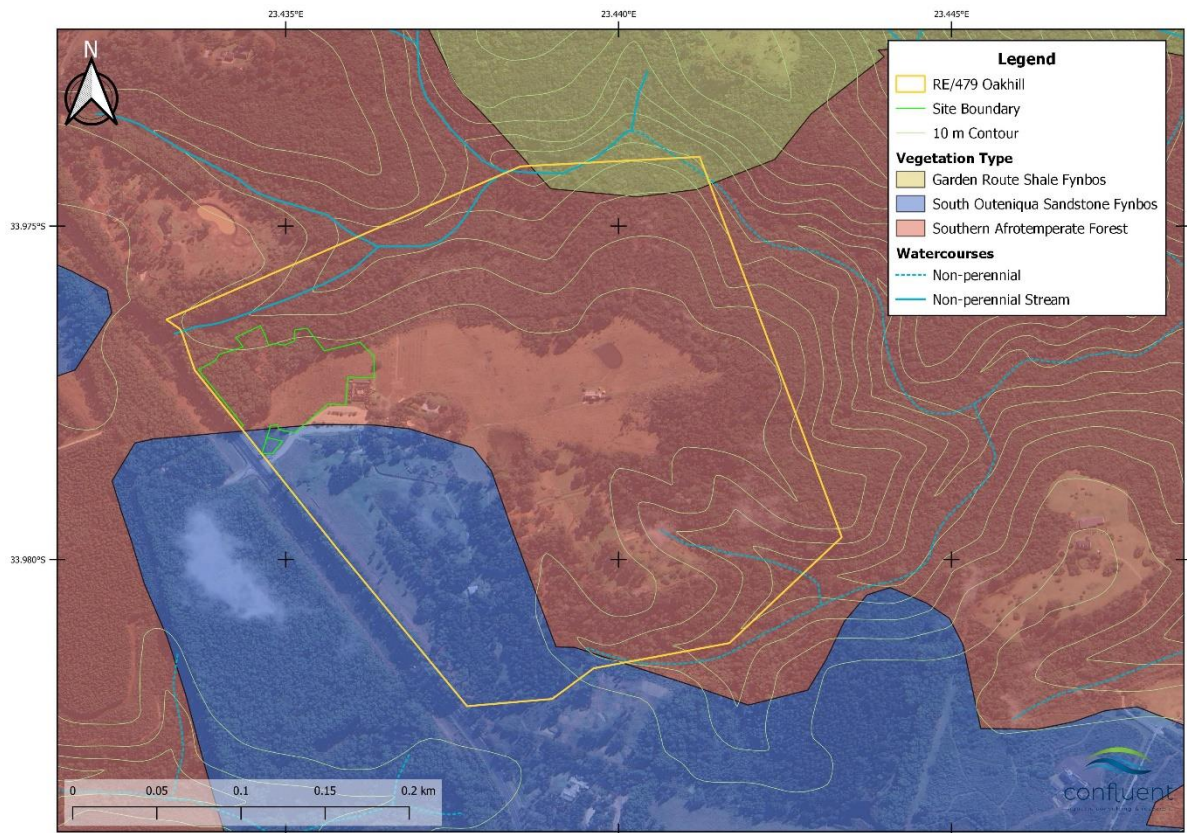 23.435°E 23.440°E 23.445°E
N
Legend
RE/479 Oakhill
Site Boundary
10 m Contour
Vegetation Type
Garden Route Shale Fynbos
South Outeniqua Sandstone Fynbos
Southern Afrotemperate Forest
Watercourses
Non-perennial
Non-perennial Stream
33.975°S
33.980°S
0 0.05 0.1 0.15 0.2 km
confluent